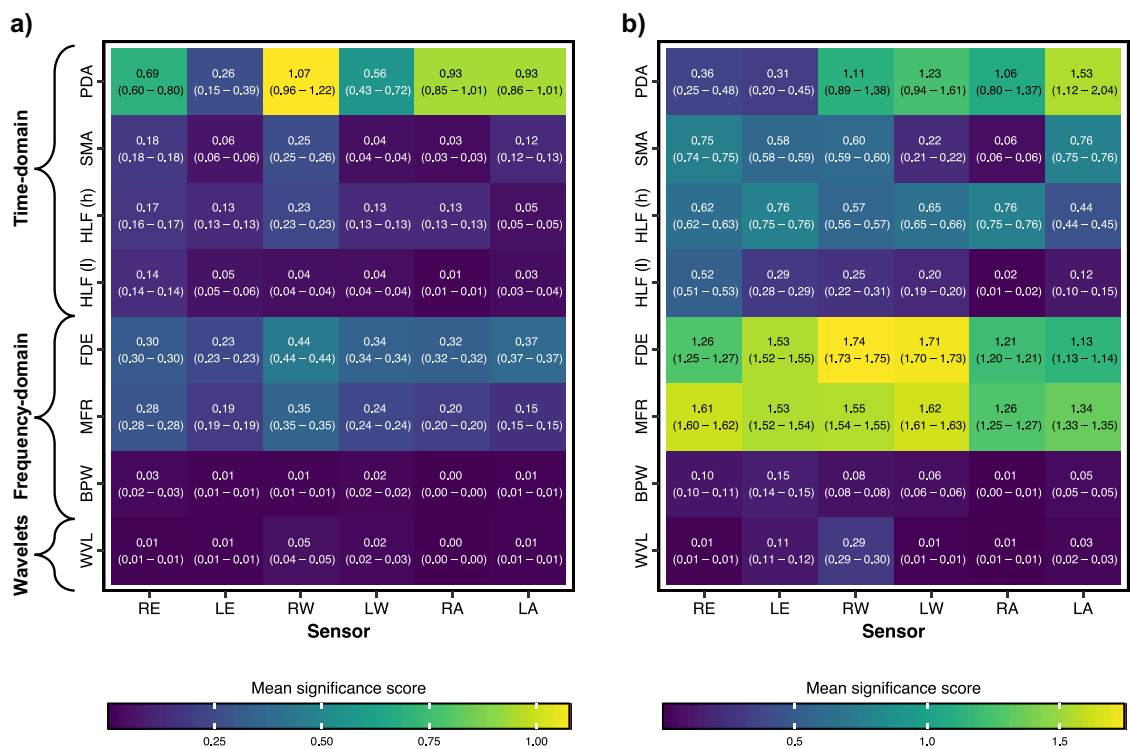 a)
Time-domain
Frequency-domain
Wavelets
PDA
0.69 0.26 1.07 0.56 0.93 0.93
(0.60 − 0.80) (0.15 − 0.39) (0.96 − 1.22) (0.43 − 0.72) (0.85 − 1.01) (0.86 − 1.01)
SMA
0.18 0.06 0.25 0.04 0.03 0.12
(0.18 − 0.18) (0.06 − 0.06) (0.25 − 0.26) (0.04 − 0.04) (0.03 − 0.03) (0.12 − 0.13)
HLF (h)
0.17 0.13 0.23 0.13 0.13 0.05
(0.16 − 0.17) (0.13 − 0.13) (0.23 − 0.23) (0.13 − 0.13) (0.13 − 0.13) (0.05 − 0.05)
HLF (l)
0.14 0.05 0.04 0.04 0.01 0.03
(0.14 − 0.14) (0.05 − 0.06) (0.04 − 0.04) (0.04 − 0.04) (0.01 − 0.01) (0.03 − 0.04)
FDE
0.30 0.23 0.44 0.34 0.32 0.37
(0.30 − 0.30) (0.23 − 0.23) (0.44 − 0.44) (0.34 − 0.34) (0.32 − 0.32) (0.37 − 0.37)
MFR
0.28 0.19 0.35 0.24 0.20 0.15
(0.28 − 0.28) (0.19 − 0.19) (0.35 − 0.35) (0.24 − 0.24) (0.20 − 0.20) (0.15 − 0.15)
BPW
0.03 0.01 0.01 0.02 0.00 0.01
(0.02 − 0.03) (0.01 − 0.01) (0.01 − 0.01) (0.02 − 0.02) (0.00 − 0.00) (0.01 − 0.01)
WVL
0.01 0.01 0.05 0.02 0.00 0.01
(0.01 − 0.01) (0.01 − 0.01) (0.04 − 0.05) (0.02 − 0.03) (0.00 − 0.00) (0.01 − 0.01)
RE LE RW LW RA LA
Sensor
Mean significance score
0.25 0.50 0.75 1.00
b)
PDA
0.36 0.31 1.11 1.23 1.06 1.53
(0.25 − 0.48) (0.20 − 0.45) (0.89 − 1.38) (0.94 − 1.61) (0.80 − 1.37) (1.12 − 2.04)
SMA
0.75 0.58 0.60 0.22 0.06 0.76
(0.74 − 0.75) (0.58 − 0.59) (0.59 − 0.60) (0.21 − 0.22) (0.06 − 0.06) (0.75 − 0.76)
HLF (h)
0.62 0.76 0.57 0.65 0.76 0.44
(0.62 − 0.63) (0.75 − 0.76) (0.56 − 0.57) (0.65 − 0.66) (0.75 − 0.76) (0.44 − 0.45)
HLF (l)
0.52 0.29 0.25 0.20 0.02 0.12
(0.51 − 0.53) (0.28 − 0.29) (0.22 − 0.31) (0.19 − 0.20) (0.01 − 0.02) (0.10 − 0.15)
FDE
1.26 1.53 1.74 1.71 1.21 1.13
(1.25 − 1.27) (1.52 − 1.55) (1.73 − 1.75) (1.70 − 1.73) (1.20 − 1.21) (1.13 − 1.14)
MFR
1.61 1.53 1.55 1.62 1.26 1.34
(1.60 − 1.62) (1.52 − 1.54) (1.54 − 1.55) (1.61 − 1.63) (1.25 − 1.27) (1.33 − 1.35)
BPW
0.10 0.15 0.08 0.06 0.01 0.05
(0.10 − 0.11) (0.14 − 0.15) (0.08 − 0.08) (0.06 − 0.06) (0.00 − 0.01) (0.05 − 0.05)
WVL
0.01 0.11 0.29 0.01 0.01 0.03
(0.01 − 0.01) (0.11 − 0.12) (0.29 − 0.30) (0.01 − 0.01) (0.01 − 0.01) (0.02 − 0.03)
RE LE RW LW RA LA
Sensor
Mean significance score
0.5 1.0 1.5